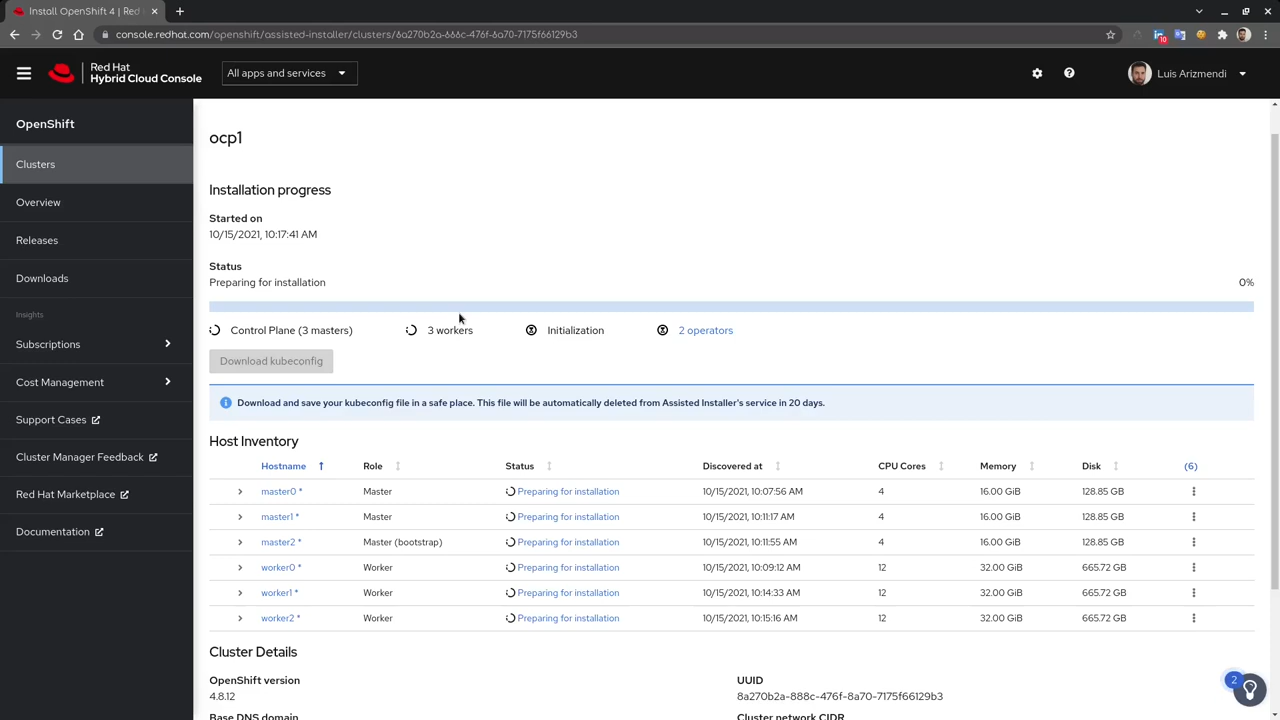 Install OpenShift 4 | Red
console.redhat.com/openshift/assisted-installer/clusters/8a270b2a-888c-476f-8a70-7175f66129b3
10
Red Hat
Hybrid Cloud Console
All apps and services
Luis Arizmendi
OpenShift
Clusters
Overview
Releases
Downloads
Insights
Subscriptions
Cost Management
Support Cases
Cluster Manager Feedback
Red Hat Marketplace
Documentation
ocp1
Installation progress
Started on
10/15/2021, 10:17:41 AM
Status
Preparing for installation 0%
Control Plane (3 masters) 3 workers Initialization 2 operators
Download kubeconfig
Download and save your kubeconfig file in a safe place. This file will be automatically deleted from Assisted Installer's service in 20 days.
Host Inventory
Hostname Role Status Discovered at CPU Cores Memory Disk (6)
master0 * Master Preparing for installation 10/15/2021, 10:07:56 AM 4 16.00 GiB 128.85 GB
master1 * Master Preparing for installation 10/15/2021, 10:11:17 AM 4 16.00 GiB 128.85 GB
master2 * Master (bootstrap) Preparing for installation 10/15/2021, 10:11:55 AM 4 16.00 GiB 128.85 GB
worker0 * Worker Preparing for installation 10/15/2021, 10:09:12 AM 12 32.00 GiB 665.72 GB
worker1 * Worker Preparing for installation 10/15/2021, 10:14:33 AM 12 32.00 GiB 665.72 GB
worker2 * Worker Preparing for installation 10/15/2021, 10:15:16 AM 12 32.00 GiB 665.72 GB
Cluster Details
OpenShift version UUID
4.8.12 8a270b2a-888c-476f-8a70-7175f66129b3
Base DNS domain Cluster network CIDR
2